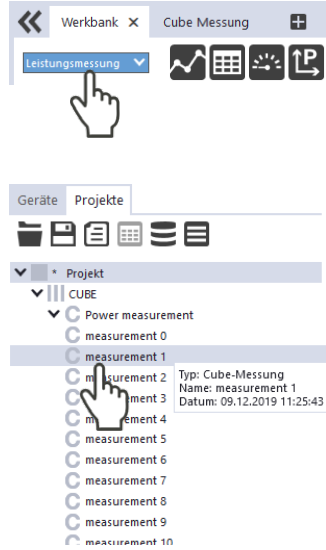 Werkbank
Cube Messung
Leistungsmessung
P
Geräte
Projekte
* Projekt
CUBE
C Power measurement
C measurement 0
C measurement 1
C measurement 2
Typ: Cube-Messung
Name: measurement 1
Datum: 09.12.2019 11:25:43
measurement 3
C measurement 4
C measurement 5
C measurement 6
C measurement 7
C measurement 8
C measurement 9
C measurement 10